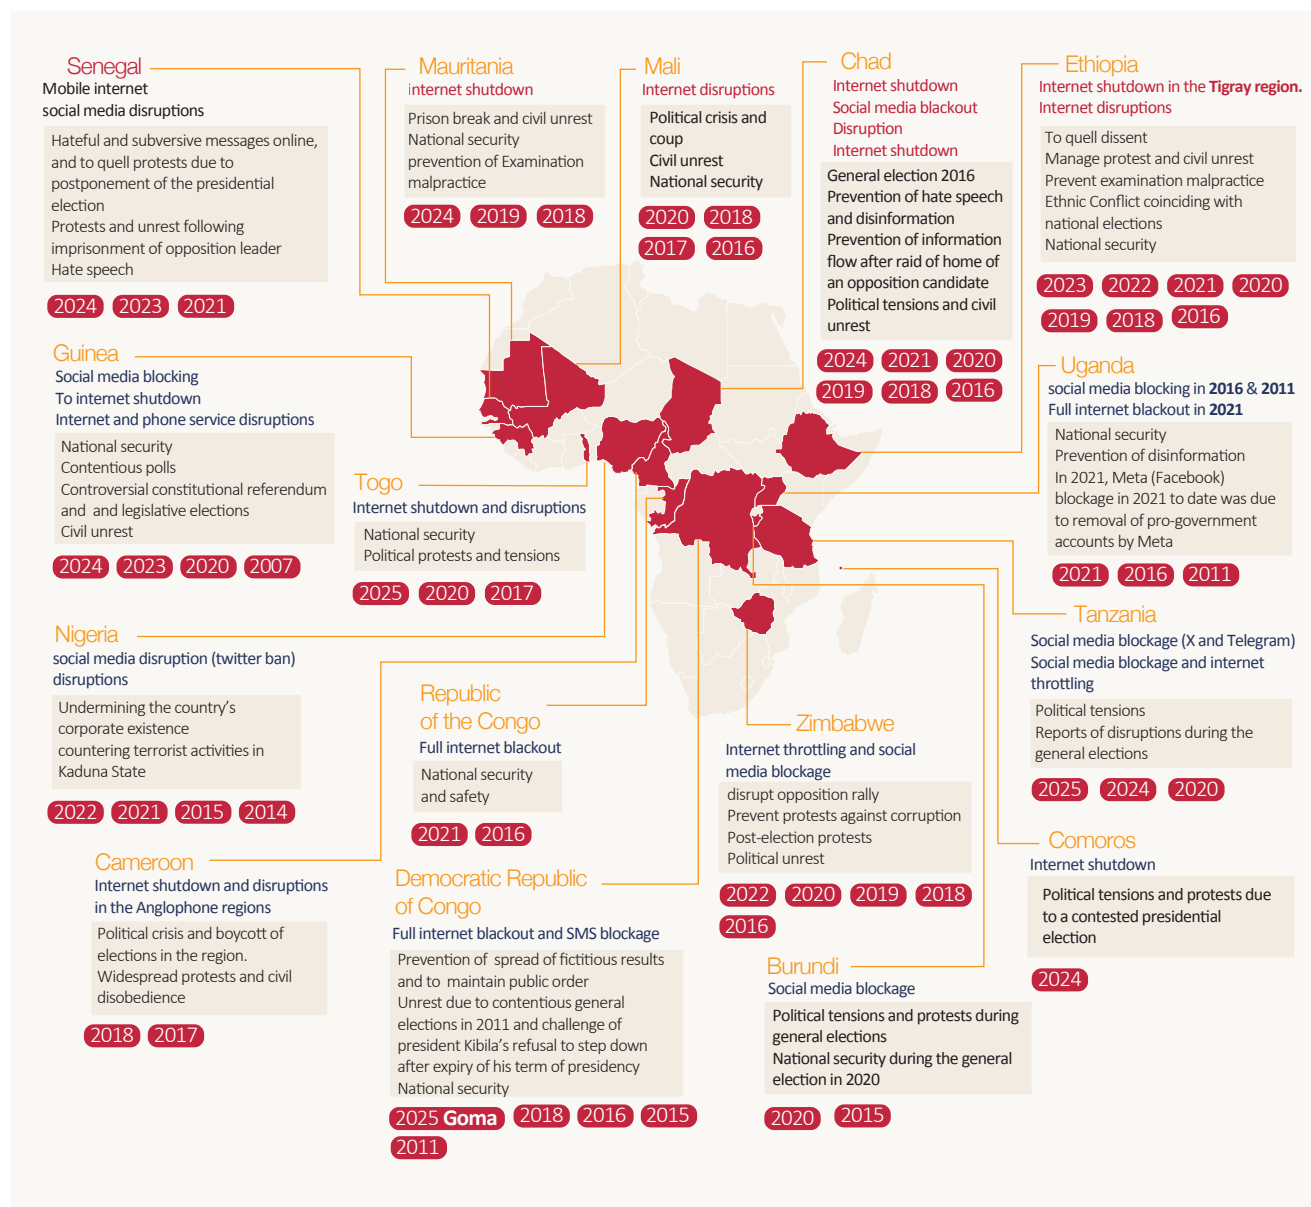 Senegal
Mobile internet
social media disruptions
Hateful and subversive messages online,
and to quell protests due to
postponement of the presidential
election
Protests and unrest following
imprisonment of opposition leader
Hate speech
2024 2023 2021
Mauritania
internet shutdown
Prison break and civil unrest
National security
prevention of Examination
malpractice
2024 2019 2018
Mali
Internet disruptions
Political crisis and
coup
Civil unrest
National security
2020 2018
2017 2016
Chad
Internet shutdown
Social media blackout
Disruption
Internet shutdown
General election 2016
Prevention of hate speech
and disinformation
Prevention of information
flow after raid of home of
an opposition candidate
Political tensions and civil
unrest
2024 2021 2020
2019 2018 2016
Ethiopia
Internet shutdown in the Tigray region.
Internet disruptions
To quell dissent
Manage protest and civil unrest
Prevent examination malpractice
Ethnic Conflict coinciding with
national elections
National security
2023 2022 2021 2020
2019 2018 2016
Guinea
Social media blocking
To internet shutdown
Internet and phone service disruptions
National security
Contentious polls
Controversial constitutional referendum
and and legislative elections
Civil unrest
2024 2023 2020 2007
Togo
Internet shutdown and disruptions
National security
Political protests and tensions
2025 2020 2017
Uganda
social media blocking in 2016 & 2011
Full internet blackout in 2021
National security
Prevention of disinformation
In 2021, Meta (Facebook)
blockage in 2021 to date was due
to removal of pro-government
accounts by Meta
2021 2016 2011
Nigeria
social media disruption (twitter ban)
disruptions
Undermining the country's
corporate existence
countering terrorist activities in
Kaduna State
2022 2021 2015 2014
Republic
of the Congo
Full internet blackout
National security
and safety
2021 2016
Zimbabwe
Internet throttling and social
media blockage
disrupt opposition rally
Prevent protests against corruption
Post-election protests
Political unrest
2022 2020 2019 2018
2016
Tanzania
Social media blockage (X and Telegram)
Social media blockage and internet
throttling
Political tensions
Reports of disruptions during the
general elections
2025 2024 2020
Cameroon
Internet shutdown and disruptions
in the Anglophone regions
Political crisis and boycott of
elections in the region.
Widespread protests and civil
disobedience
2018 2017
Democratic Republic
of Congo
Full internet blackout and SMS blockage
Prevention of spread of fictitious results
and to maintain public order
Unrest due to contentious general
elections in 2011 and challenge of
president Kibila's refusal to step down
after expiry of his term of presidency
National security
2025 Goma 2018 2016 2015
2011
Burundi
Social media blockage
Political tensions and protests during
general elections
National security during the general
election in 2020
2020 2015
Comoros
Internet shutdown
Political tensions and protests due
to a contested presidential
election
2024